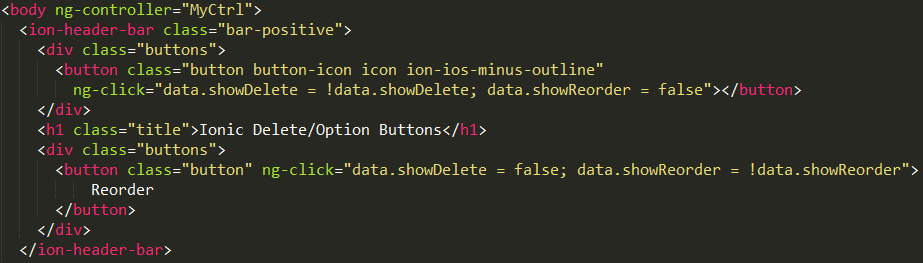 <body ng-controller="MyCtrl">
<ion-header-bar class="bar-positive">
<div class="buttons">
<button class="button button-icon icon ion-ios-minus-outline"
ng-click="data.showDelete = !data.showDelete; data.showReorder = false"></button>
</div>
<h1 class="title">Ionic Delete/Option Buttons</h1>
<div class="buttons">
<button class="button" ng-click="data.showDelete = false; data.showReorder = !data.showReorder">
Reorder
</button>
</div>
</ion-header-bar>